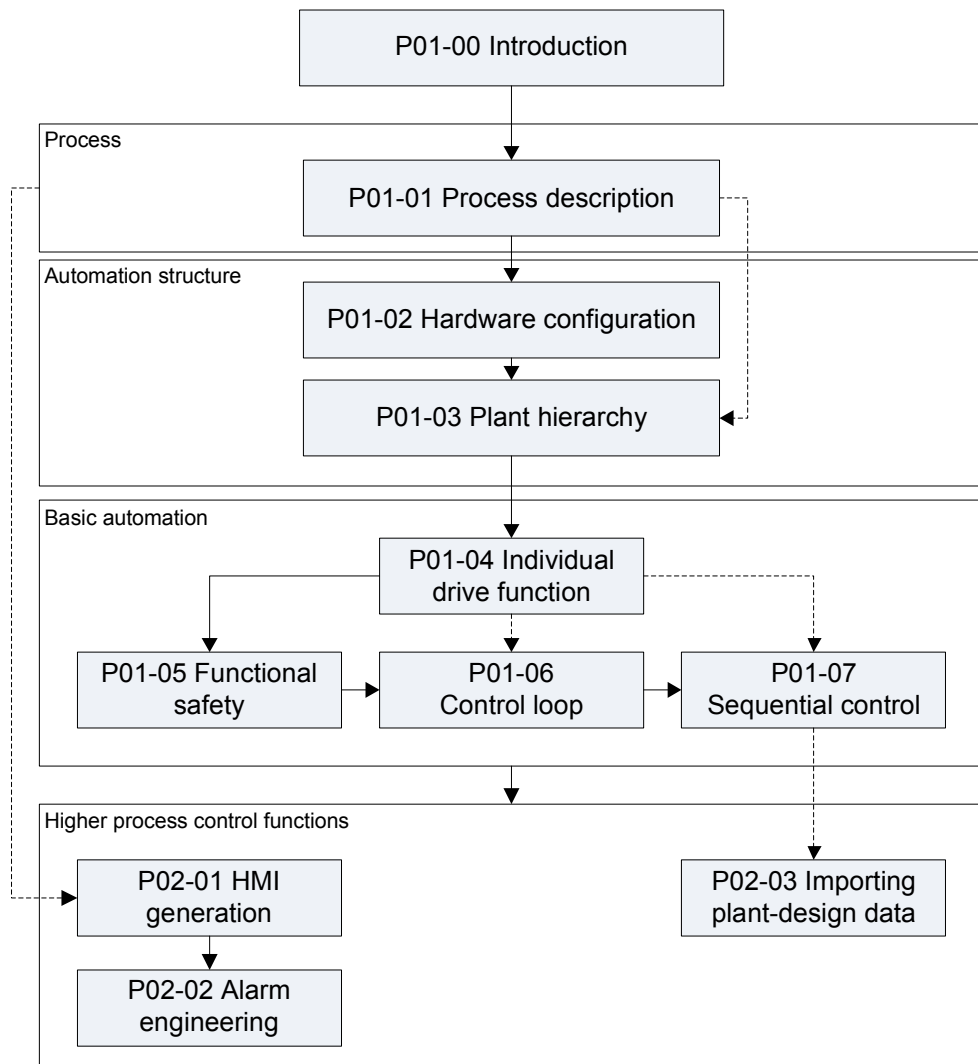 P01-00 Introduction
Process
P01-01 Process description
Automation structure
P01-02 Hardware configuration
P01-03 Plant hierarchy
Basic automation
P01-04 Individual
drive function
P01-05 Functional
safety
P01-06
Control loop
P01-07
Sequential control
Higher process control functions
P02-01 HMI
generation
P02-03 Importing
plant-design data
P02-02 Alarm
engineering